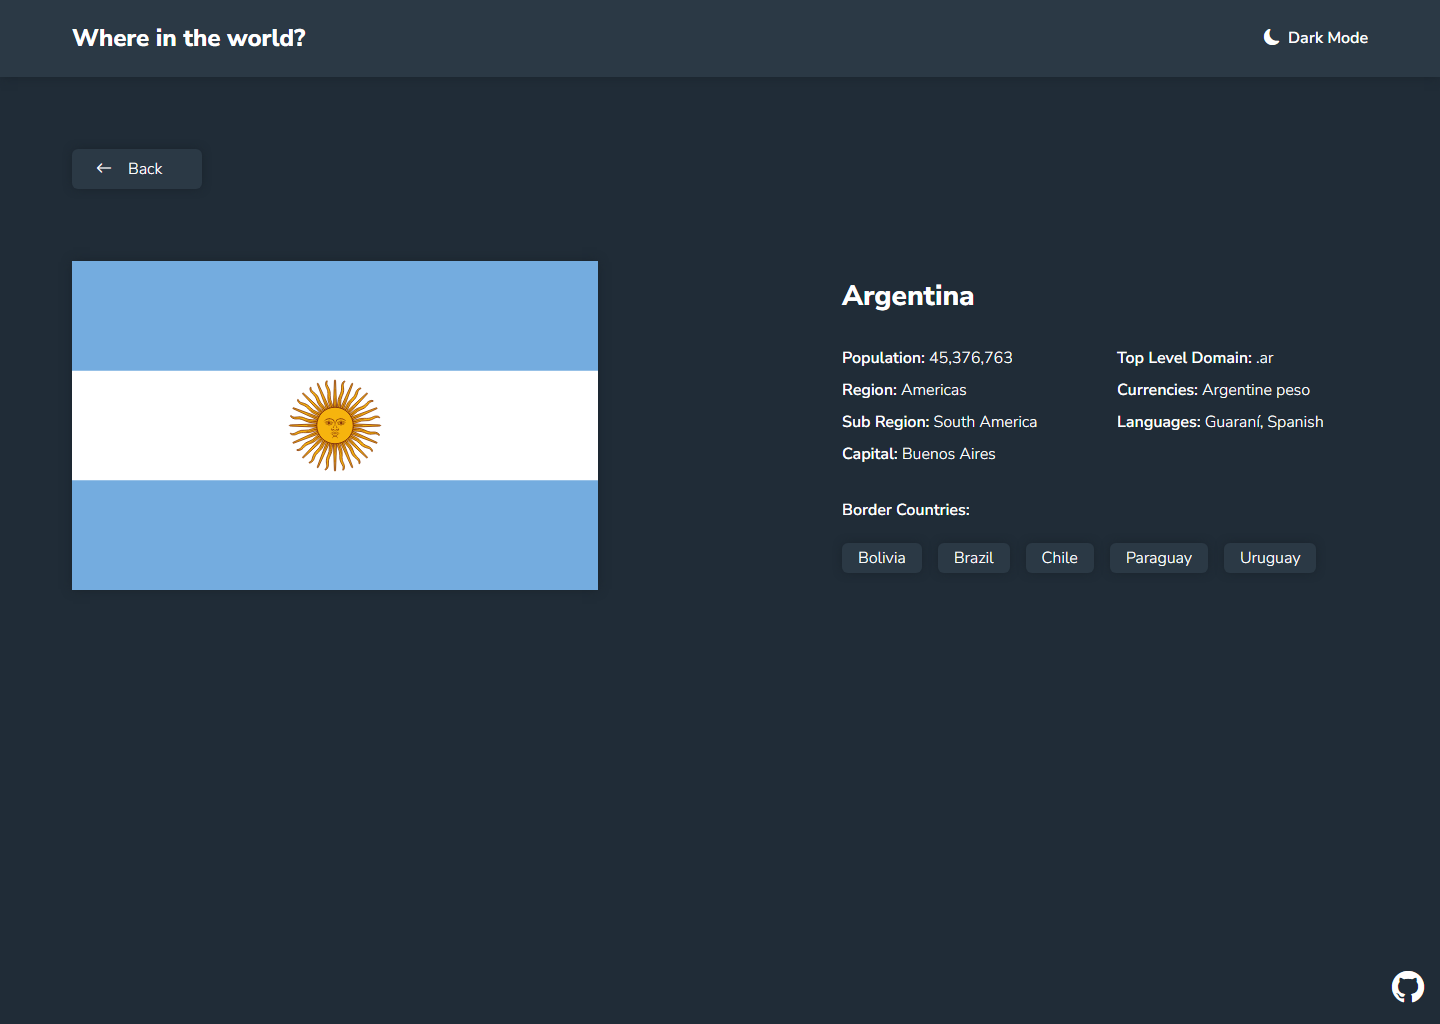 Where in the world?
Dark Mode
Back
Argentina
Population: 45,376,763
Region: Americas
Sub Region: South America
Capital: Buenos Aires
Top Level Domain: .ar
Currencies: Argentine peso
Languages: Guaraní, Spanish
Border Countries:
Bolivia Brazil Chile Paraguay Uruguay